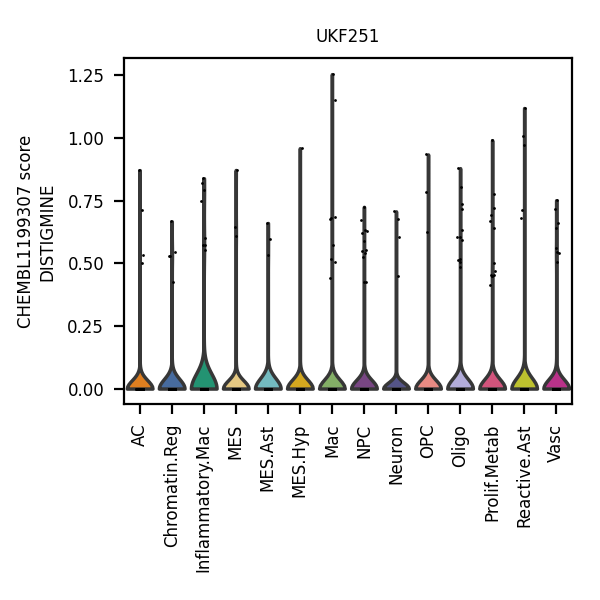 UKF251
CHEMBL1199307 score
DISTIGMINE
1.25
1.00
0.75
0.50
0.25
0.00
AC
Chromatin.Reg
Inflammatory.Mac
MES
MES.Ast
MES.Hyp
Mac
NPC
Neuron
OPC
Oligo
Prolif.Metab
Reactive.Ast
Vasc